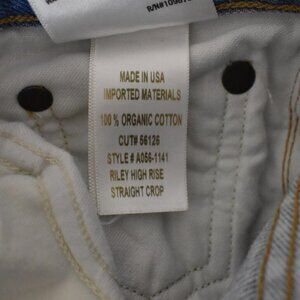 MADE IN USA
IMPORTED MATERIALS
100 % ORGANIC COTTON
CUT# 56126
STYLE # A056-1141
RILEY HIGH RISE
STRAIGHT CROP